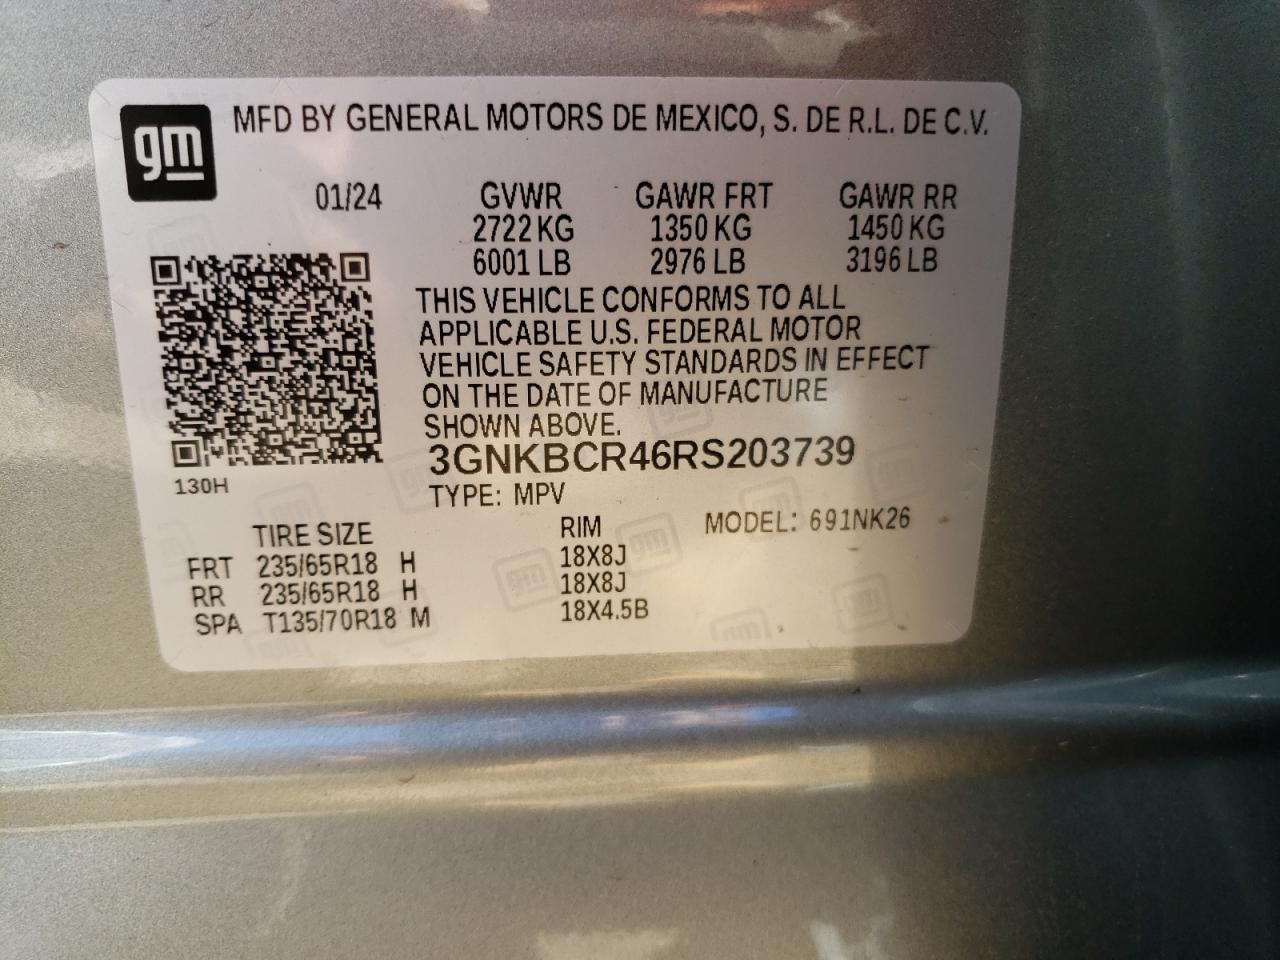 gm MFD BY GENERAL MOTORS DE MEXICO, S. DE R.L. DE C.V.
01/24 GVWR GAWR FRT GAWR RR
2722 KG 1350 KG 1450 KG
6001 LB 2976 LB 3196 LB
THIS VEHICLE CONFORMS TO ALL
APPLICABLE U.S. FEDERAL MOTOR
VEHICLE SAFETY STANDARDS IN EFFECT
ON THE DATE OF MANUFACTURE
SHOWN ABOVE.
3GNKBCR46RS203739
130H
TYPE: MPV
TIRE SIZE RIM MODEL: 691NK26
FRT 235/65R18 H 18X8J
RR 235/65R18 H 18X8J
SPA T135/70R18 M 18X4.5B